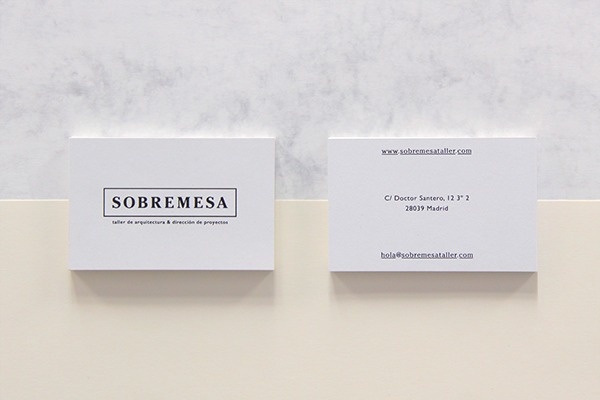 SOBREMESA
taller de arquitectura & dirección de proyectos
www.sobremesataller.com
C/ Doctor Santero, 12 3º 2
28039 Madrid
hola@sobremesataller.com